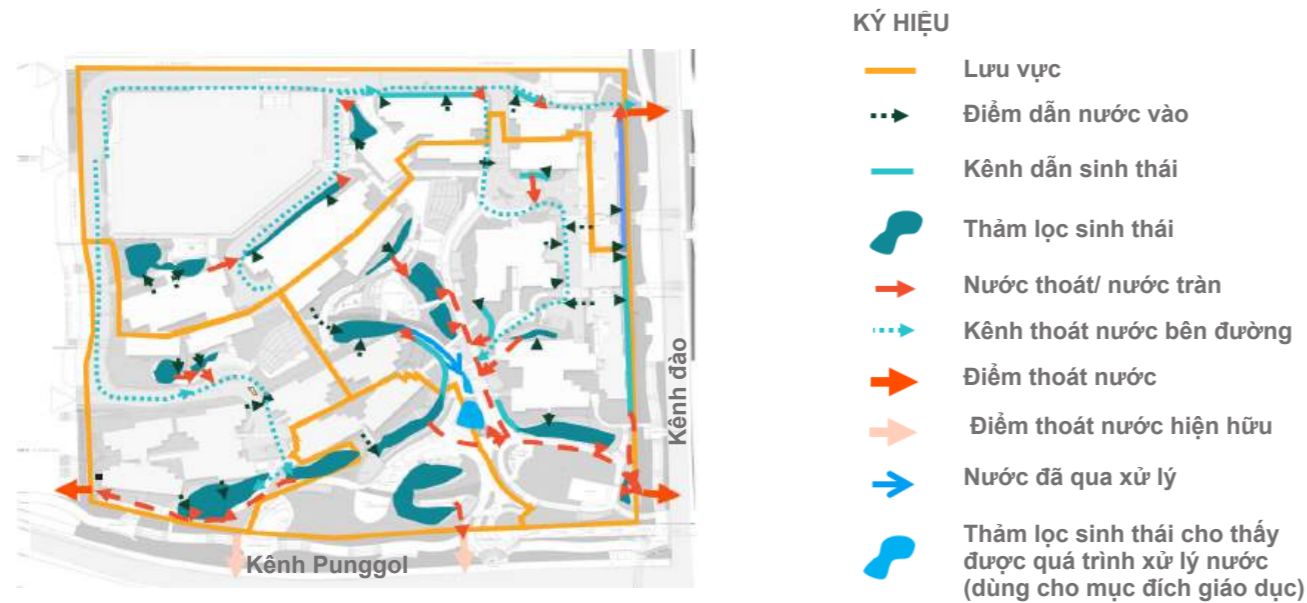 KÝ HIỆU
Lưu vực
Điểm dẫn nước vào
Kênh dẫn sinh thái
Thảm lọc sinh thái
Nước thoát/ nước tràn
Kênh thoát nước bên đường
Điểm thoát nước
Điểm thoát nước hiện hữu
Nước đã qua xử lý
Thảm lọc sinh thái cho thấy
được quá trình xử lý nước
(dùng cho mục đích giáo dục)
Kênh đào
Kênh Punggol